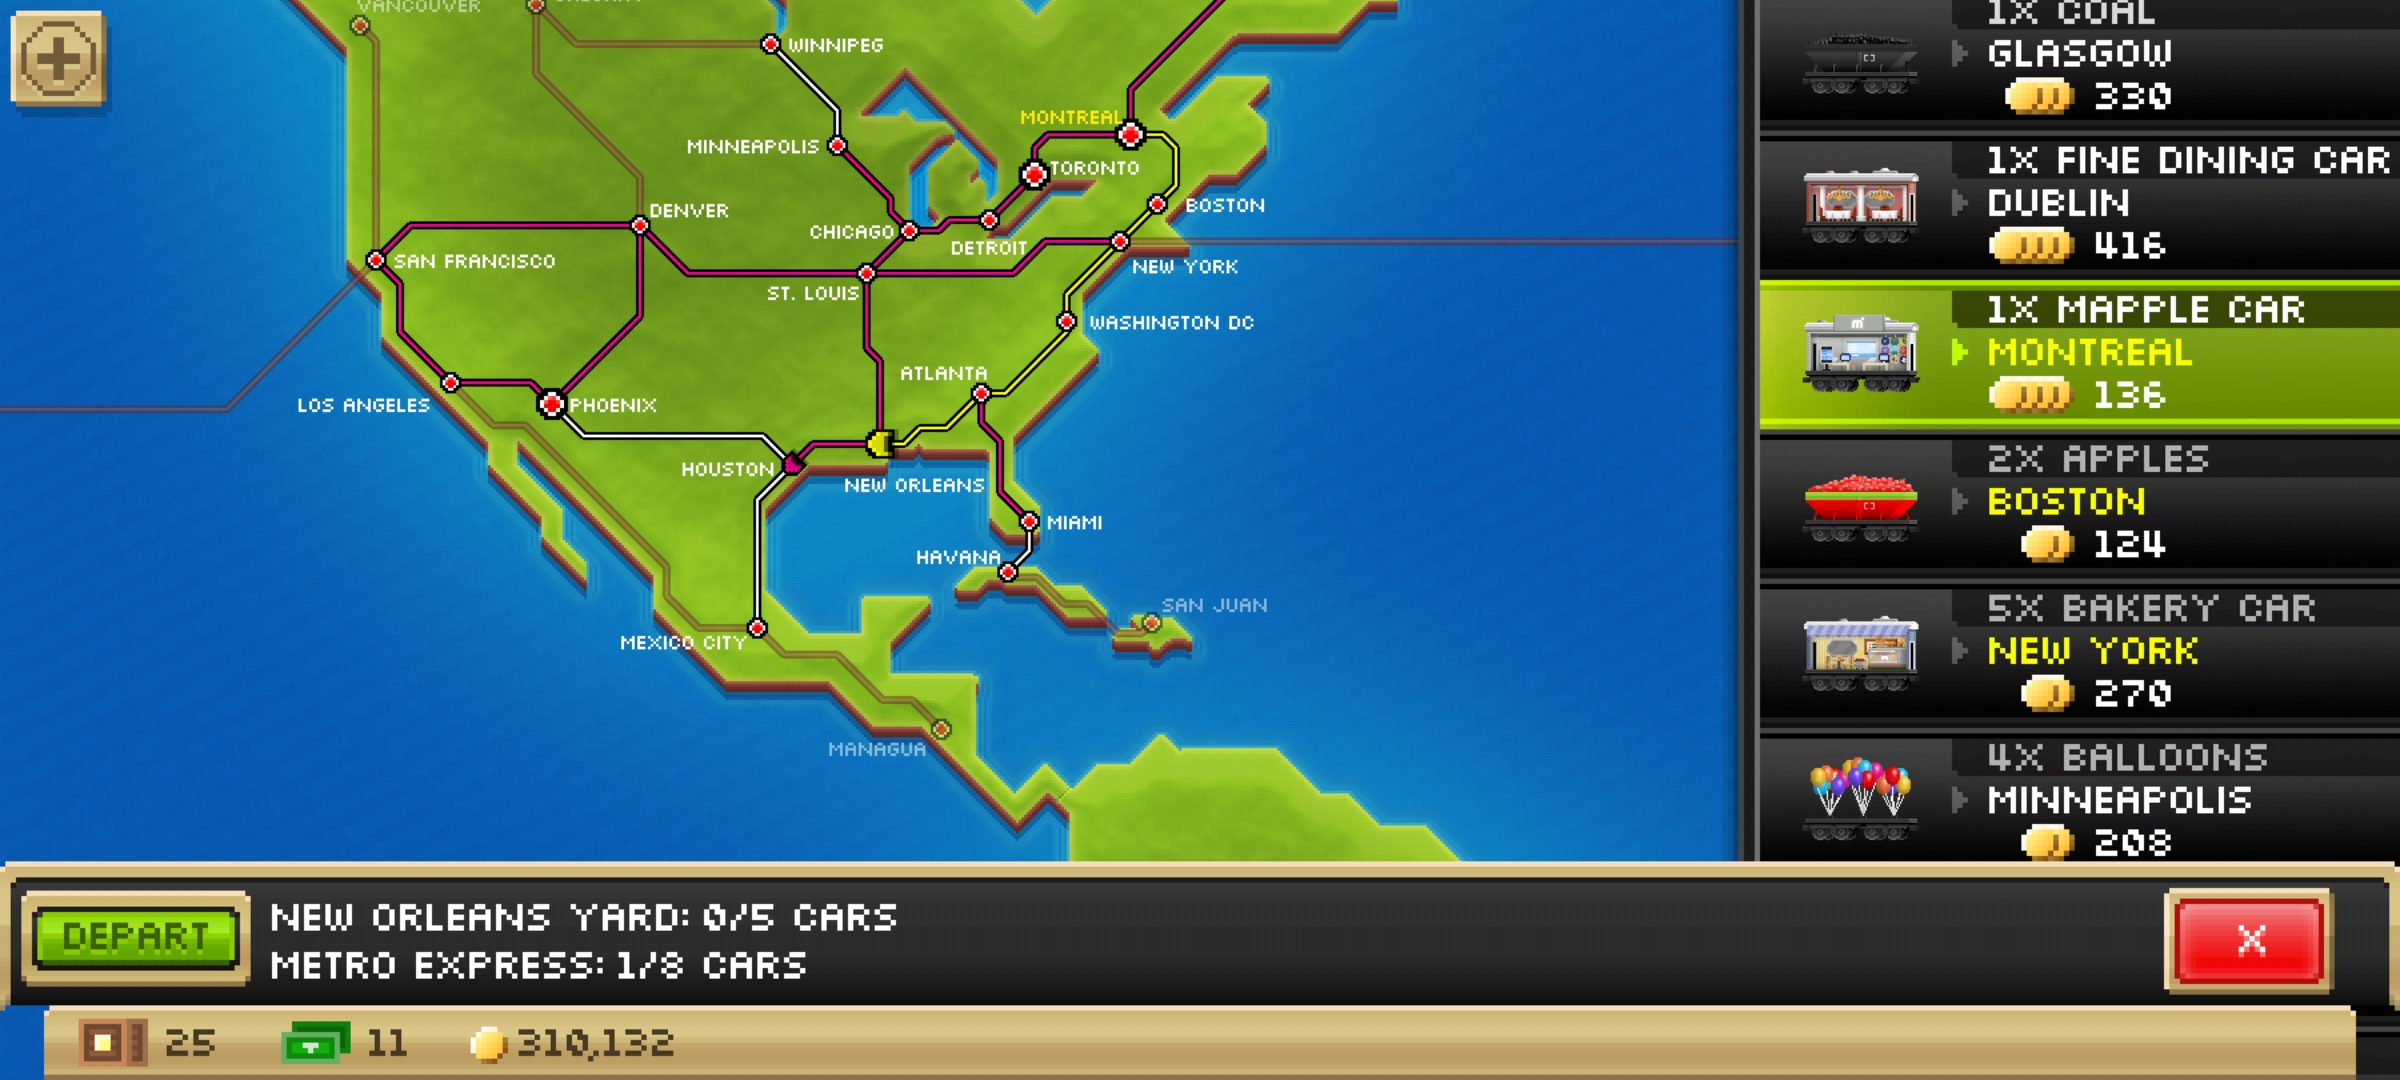 VANCOUVER
WINNIPEG
MONTREAL
MINNEAPOLIS
TORONTO
DENVER
BOSTON
CHICAGO
DETROIT
SAN FRANCISCO
NEW YORK
ST. LOUIS
WASHINGTON DC
ATLANTA
LOS ANGELES
PHOENIX
HOUSTON
NEW ORLEANS
MIAMI
HAVANA
SAN JUAN
MEXICO CITY
MANAGUA
1X COAL
GLASGOW
330
1X FINE DINING CAR
DUBLIN
416
1X MAPPLE CAR
MONTREAL
136
2X APPLES
BOSTON
124
5X BAKERY CAR
NEW YORK
270
4X BALLOONS
MINNEAPOLIS
208
DEPART
NEW ORLEANS YARD: 0/5 CARS
METRO EXPRESS: 1/8 CARS
X
25
11
310,132